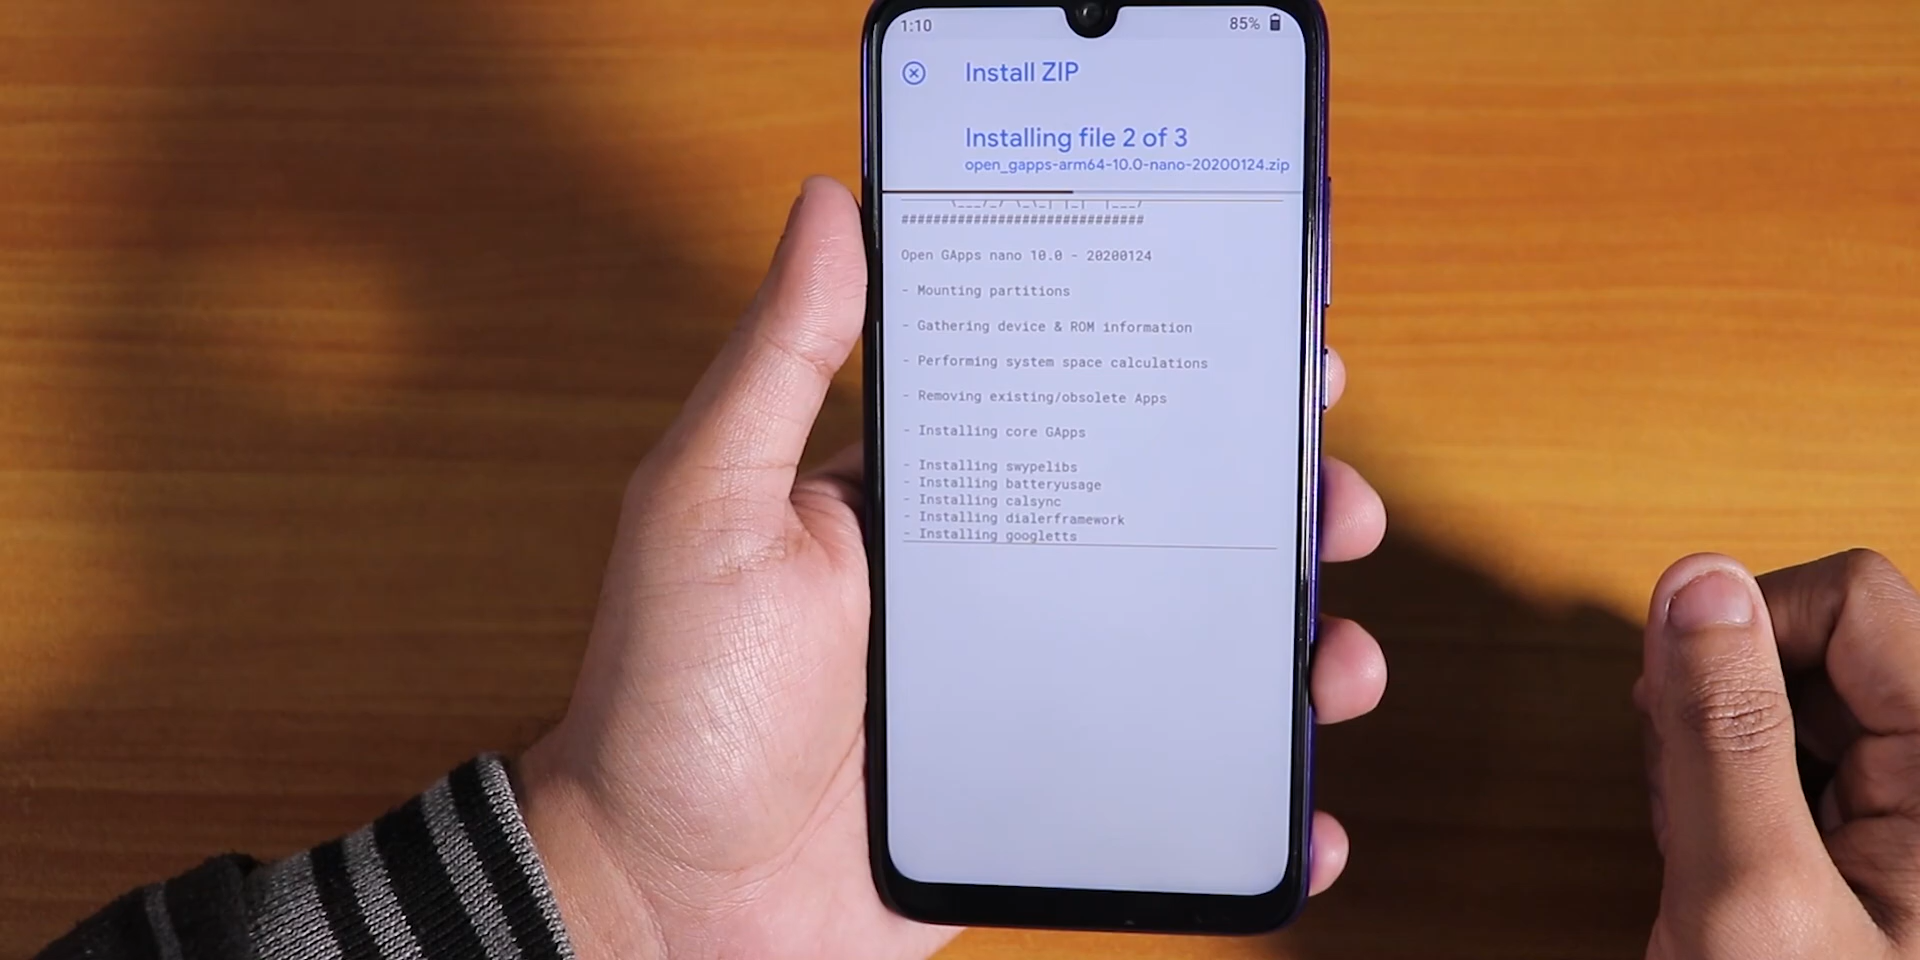 1:10 85%
Install ZIP
Installing file 2 of 3
open_gapps-arm64-10.0-nano-20200124.zip
##############################
Open GApps nano 10.0 - 20200124
- Mounting partitions
- Gathering device & ROM information
- Performing system space calculations
- Removing existing/obsolete Apps
- Installing core GApps
- Installing swypelibs
- Installing batteryusage
- Installing calsync
- Installing dialerframework
- Installing googletts